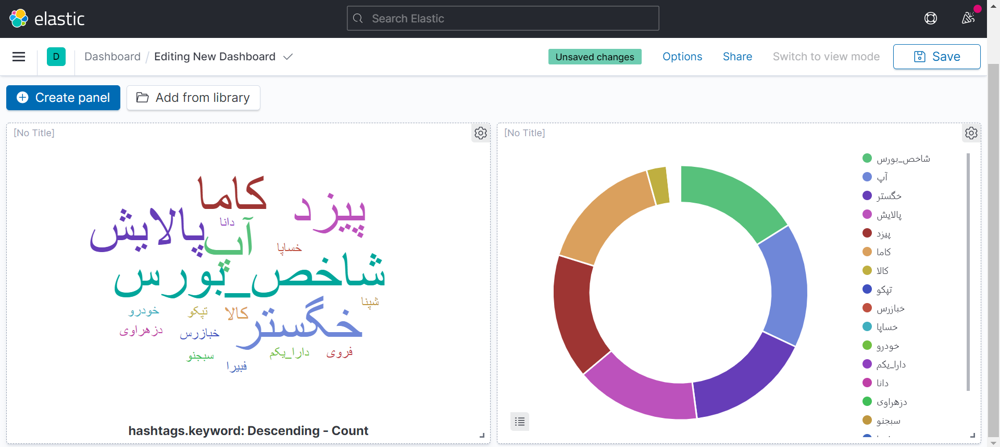 elastic
Search Elastic
D
Dashboard / Editing New Dashboard
Unsaved changes
Options
Share
Switch to view mode
Save
Create panel
Add from library
[No Title]
کاما
پیزد
پالایش
دانا
آپ
خساپا
شاخص_بورس
شپنا
خودرو
تپکو
کالا
خگستر
دزهراوی
خبازرس
سبجنو
دارا_یکم
فروی
فبیرا
hashtags.keyword: Descending - Count
[No Title]
شاخص_بورس
آپ
خگستر
پالایش
پیزد
کاما
کالا
تپکو
خبازرس
خساپا
خودرو
دارا_یکم
دانا
دزهراوی
سبجنو